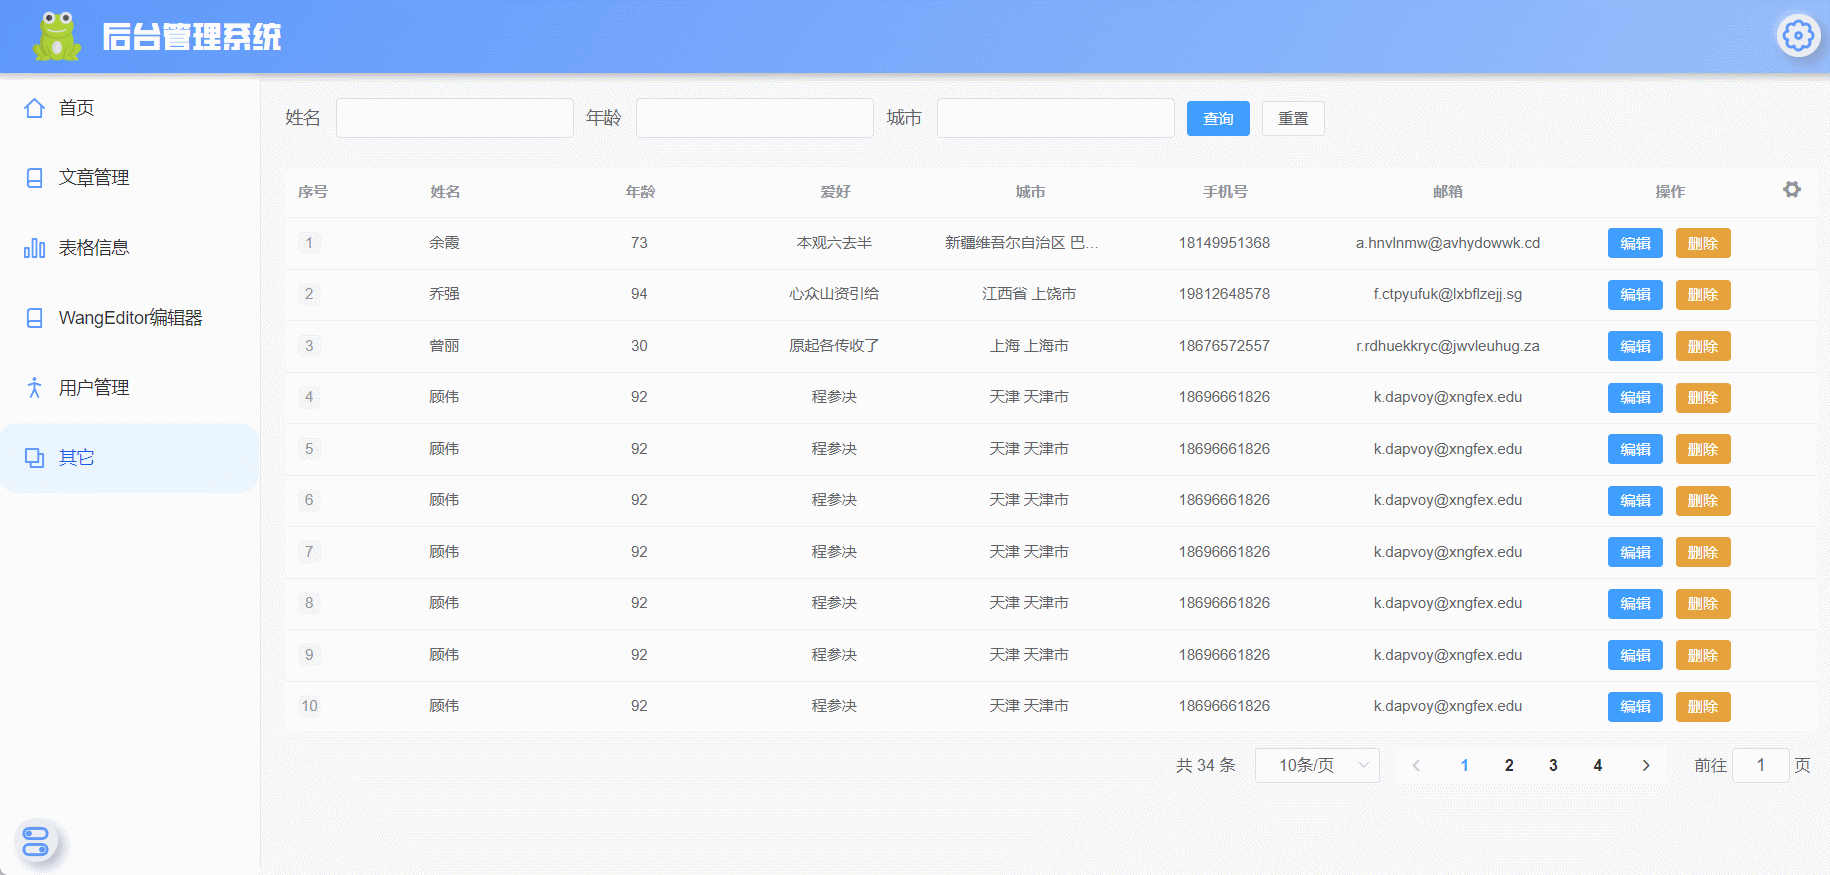 后台管理系统
首页
文章管理
表格信息
WangEditor编辑器
用户管理
其它
姓名 年龄 城市 查询 重置
序号 姓名 年龄 爱好 城市 手机号 邮箱 操作
1 余霞 73 本观六去半 新疆维吾尔自治区 巴... 18149951368 a.hnvlnmw@avhydowwk.cd 编辑 删除
2 乔强 94 心众山资引给 江西省 上饶市 19812648578 f.ctpyufuk@lxbflzejj.sg 编辑 删除
3 曾丽 30 原起各传收了 上海 上海市 18676572557 r.rdhuekkryc@jwvleuhug.za 编辑 删除
4 顾伟 92 程参决 天津 天津市 18696661826 k.dapvoy@xngfex.edu 编辑 删除
5 顾伟 92 程参决 天津 天津市 18696661826 k.dapvoy@xngfex.edu 编辑 删除
6 顾伟 92 程参决 天津 天津市 18696661826 k.dapvoy@xngfex.edu 编辑 删除
7 顾伟 92 程参决 天津 天津市 18696661826 k.dapvoy@xngfex.edu 编辑 删除
8 顾伟 92 程参决 天津 天津市 18696661826 k.dapvoy@xngfex.edu 编辑 删除
9 顾伟 92 程参决 天津 天津市 18696661826 k.dapvoy@xngfex.edu 编辑 删除
10 顾伟 92 程参决 天津 天津市 18696661826 k.dapvoy@xngfex.edu 编辑 删除
共 34 条 10条/页 1 2 3 4 前往 1 页